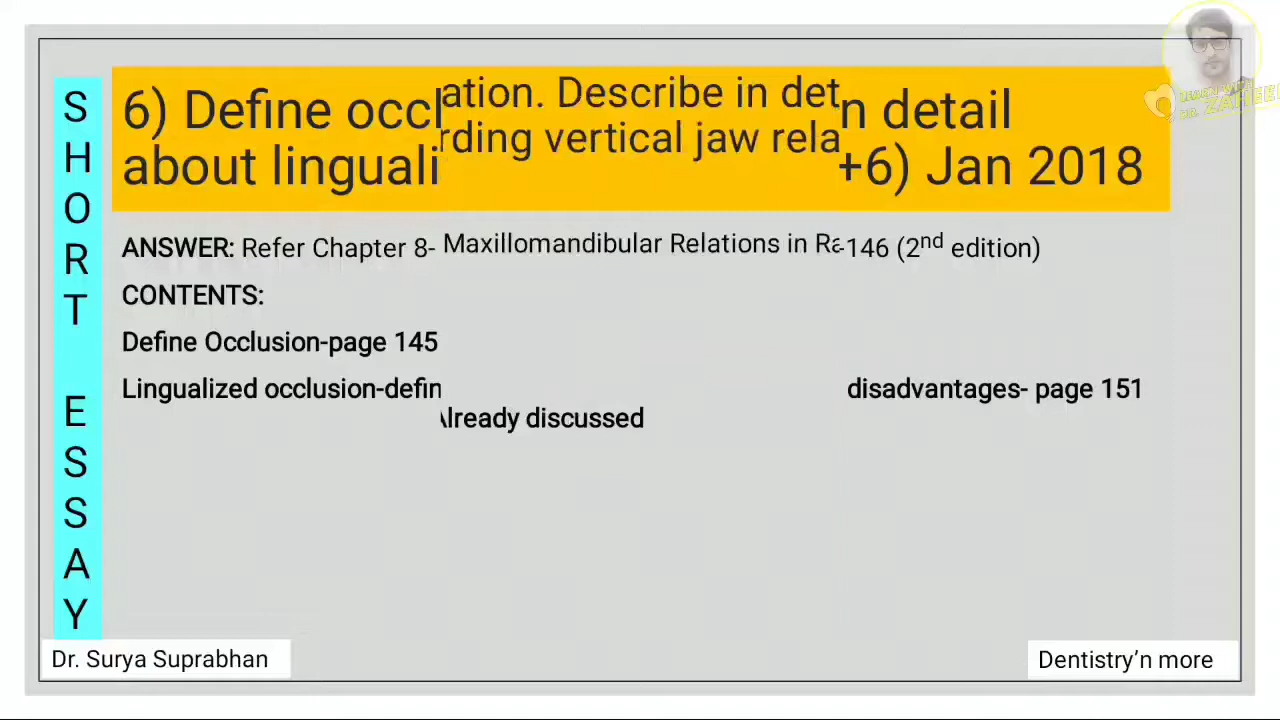 S
H
O
R
T
E
S
S
A
Y
6) Define occl ation. Describe in det n detail
about linguali rding vertical jaw rela +6) Jan 2018
ANSWER: Refer Chapter 8- Maxillomandibular Relations in -146 (2nd edition)
CONTENTS:
Define Occlusion-page 145
Lingualized occlusion-defin disadvantages- page 151
lready discussed
Dr. Surya Suprabhan
Dentistry’n more
DR. ZAHEE